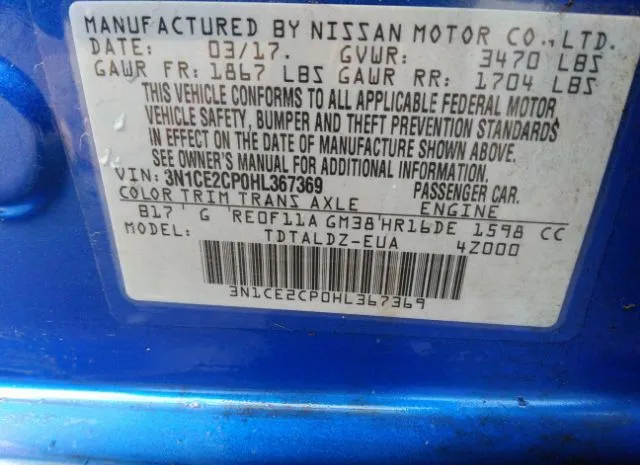 MANUFACTURED BY NISSAN MOTOR CO., LTD.
DATE: 03/17. GVWR: 3470 LBS
GAWR FR: 1867 LBS GAWR RR: 1704 LBS
THIS VEHICLE CONFORMS TO ALL APPLICABLE FEDERAL MOTOR
VEHICLE SAFETY, BUMPER AND THEFT PREVENTION STANDARDS
IN EFFECT ON THE DATE OF MANUFACTURE SHOWN ABOVE.
SEE OWNER'S MANUAL FOR ADDITIONAL INFORMATION.
VIN: 3N1CE2CP0HL367369 PASSENGER CAR.
COLOR TRIM TRANS AXLE ENGINE
B17 G RE0F11A GM38 HR16DE 1598 CC
TDTALDZ-EUA 4Z000
3N1CE2CP0HL367369